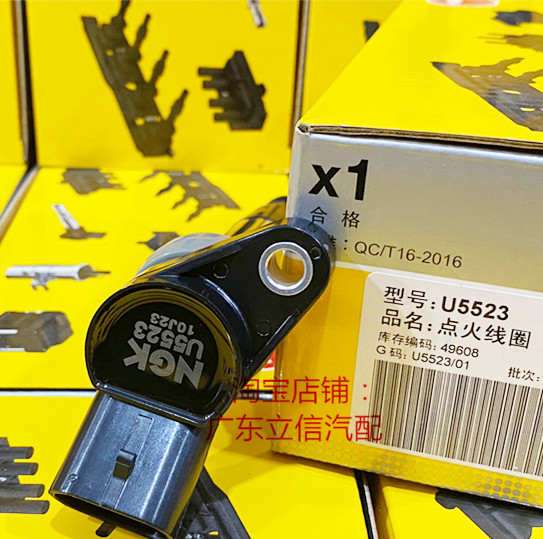 x1
合格
准: QC/T16-2016
型号: U5523
品名: 点火线圈
库存编码: 49608
G码: U5523/01
批次:
NGK
U5523
10J23
淘宝店铺：
广东立信汽配